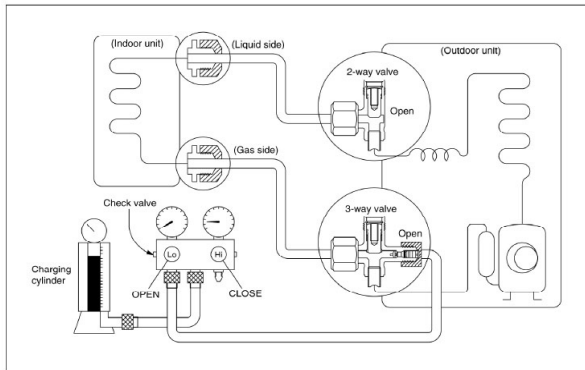 (Indoor unit)
(Liquid side)
2-way valve
(Outdoor unit)
Open
(Gas side)
3-way valve
Open
Check valve
Lo
Hi
Charging
cylinder
OPEN
CLOSE